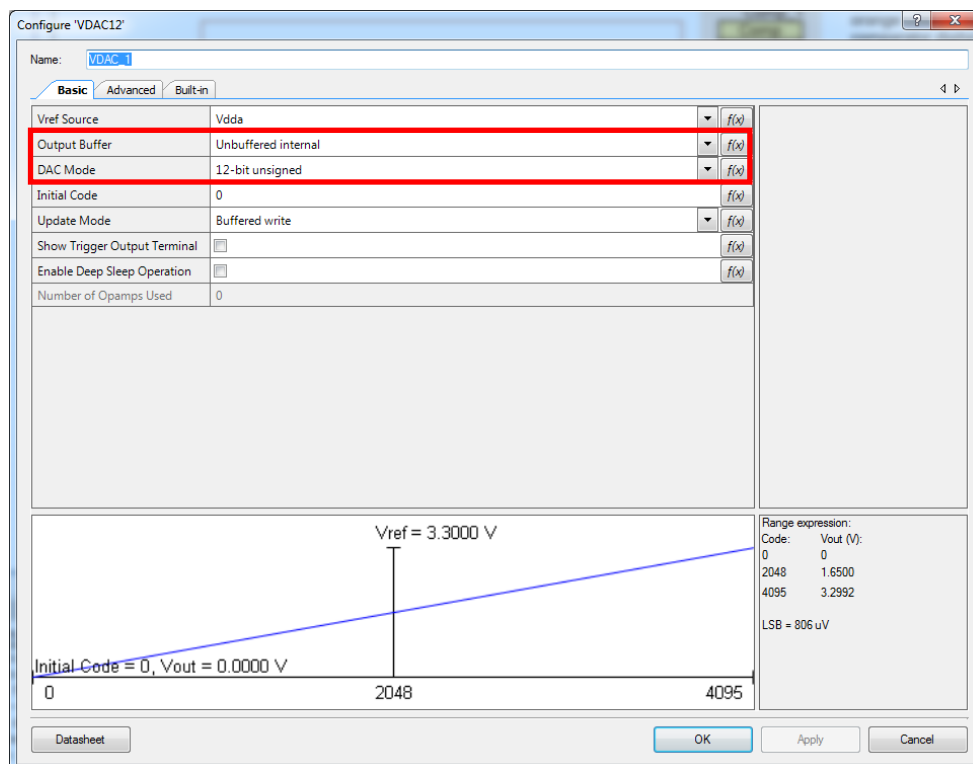 Configure 'VDAC12'
?
X
Name: VDAC_1
Basic Advanced Built-in
Vref Source Vdda f(x)
Output Buffer Unbuffered internal f(x)
DAC Mode 12-bit unsigned f(x)
Initial Code 0 f(x)
Update Mode Buffered write f(x)
Show Trigger Output Terminal f(x)
Enable Deep Sleep Operation f(x)
Number of Opamps Used 0
Vref = 3.3000 V
Initial Code = 0, Vout = 0.0000 V
0 2048 4095
Range expression:
Code: Vout (V):
0 0
2048 1.6500
4095 3.2992
LSB = 806 uV
Datasheet OK Apply Cancel